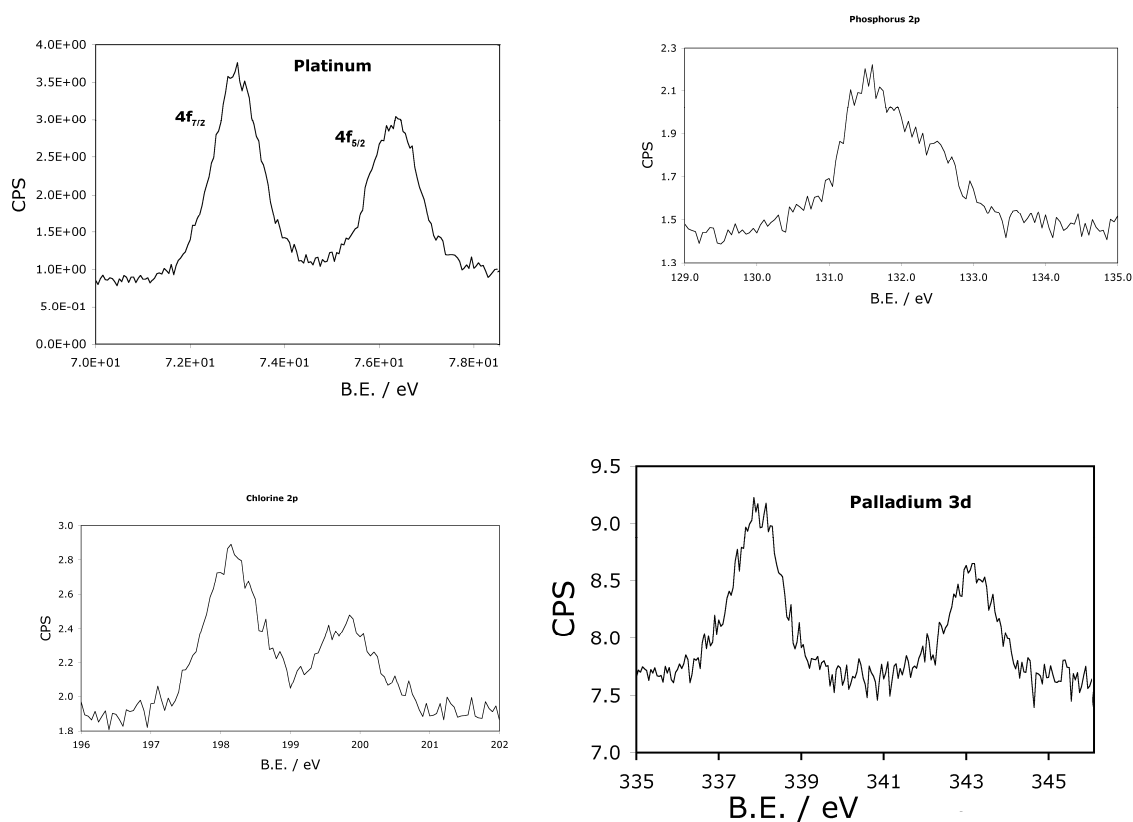 Platinum
4f7/2
4f5/2
4.0E+00
3.5E+00
3.0E+00
2.5E+00
2.0E+00
1.5E+00
1.0E+00
5.0E-01
0.0E+00
CPS
7.0E+01 7.2E+01 7.4E+01 7.6E+01 7.8E+01
B.E. / eV
Phosphorus 2p
2.3
2.1
1.9
1.7
1.5
1.3
CPS
129.0 130.0 131.0 132.0 133.0 134.0 135.0
B.E. / eV
Chlorine 2p
3.0
2.8
2.6
2.4
2.2
2.0
1.8
CPS
196 197 198 199 200 201 202
B.E. / eV
Palladium 3d
9.5
9.0
8.5
8.0
7.5
7.0
CPS
335 337 339 341 343 345
B.E. / eV